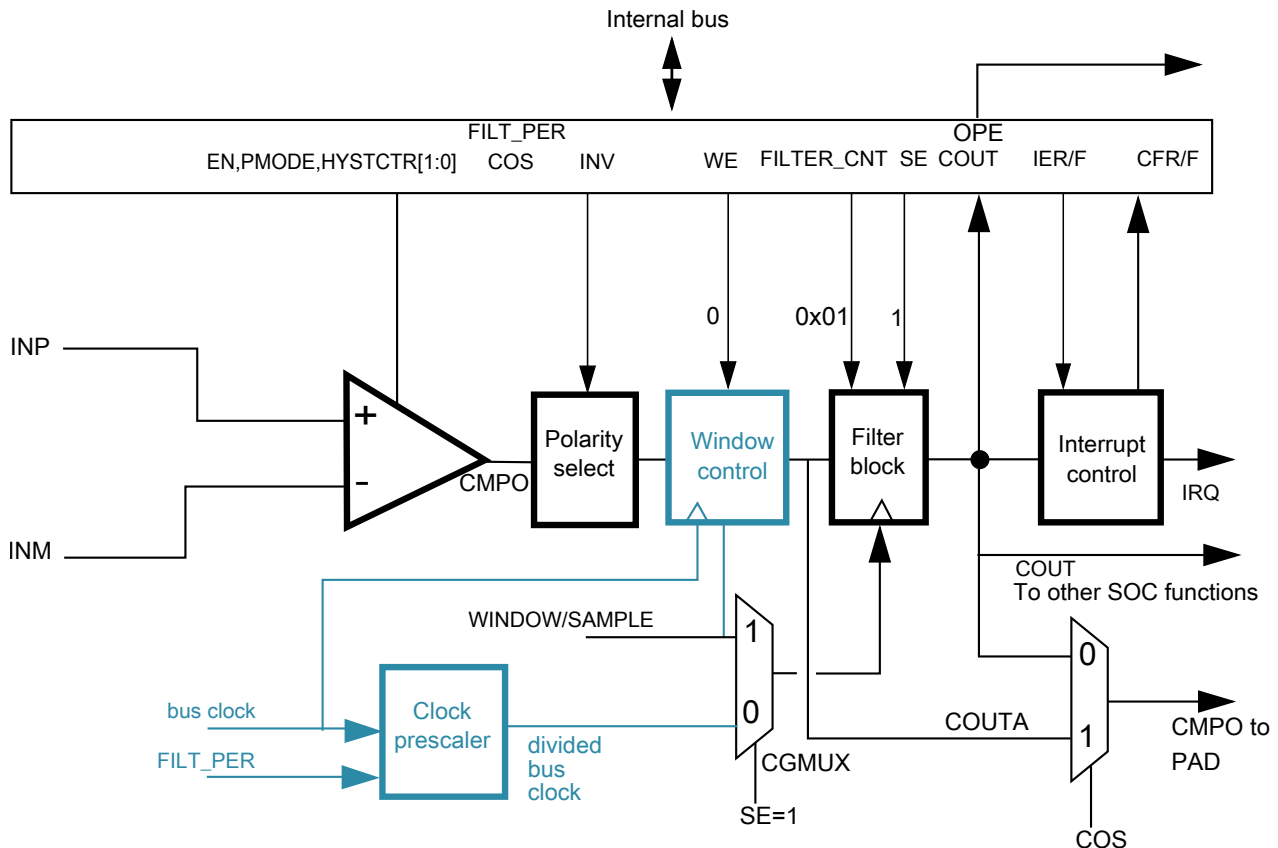 Internal bus
FILT_PER
OPE
EN,PMODE,HYSTCTR[1:0]
COS
INV
WE
FILTER_CNT
SE
COUT
IER/F
CFR/F
0
0x01
1
INP
+
-
INM
CMPO
Polarity
select
Window
control
Filter
block
Interrupt
control
IRQ
COUT
To other SOC functions
WINDOW/SAMPLE
1
0
CGMUX
SE=1
bus clock
FILT_PER
Clock
prescaler
divided
bus
clock
COUTA
0
1
CMPO to
PAD
COS